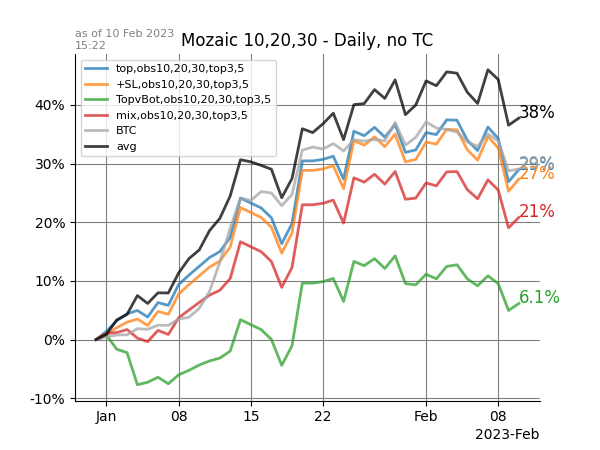 as of 10 Feb 2023
15:22
Mozaic 10,20,30 - Daily, no TC
top,obs10,20,30,top3,5
+SL,obs10,20,30,top3,5
TopvBot,obs10,20,30,top3,5
mix,obs10,20,30,top3,5
BTC
avg
40%
30%
20%
10%
0%
-10%
38%
27%
21%
6.1%
Jan
08
15
22
Feb
08
2023-Feb